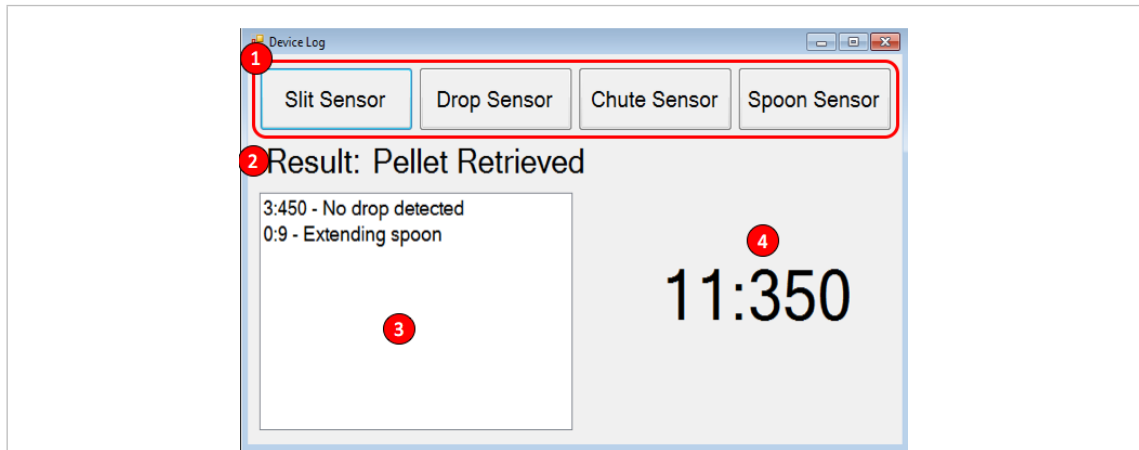 Device Log
1
Slit Sensor Drop Sensor Chute Sensor Spoon Sensor
2 Result: Pellet Retrieved
3:450 - No drop detected
0:9 - Extending spoon
4
11:350
3